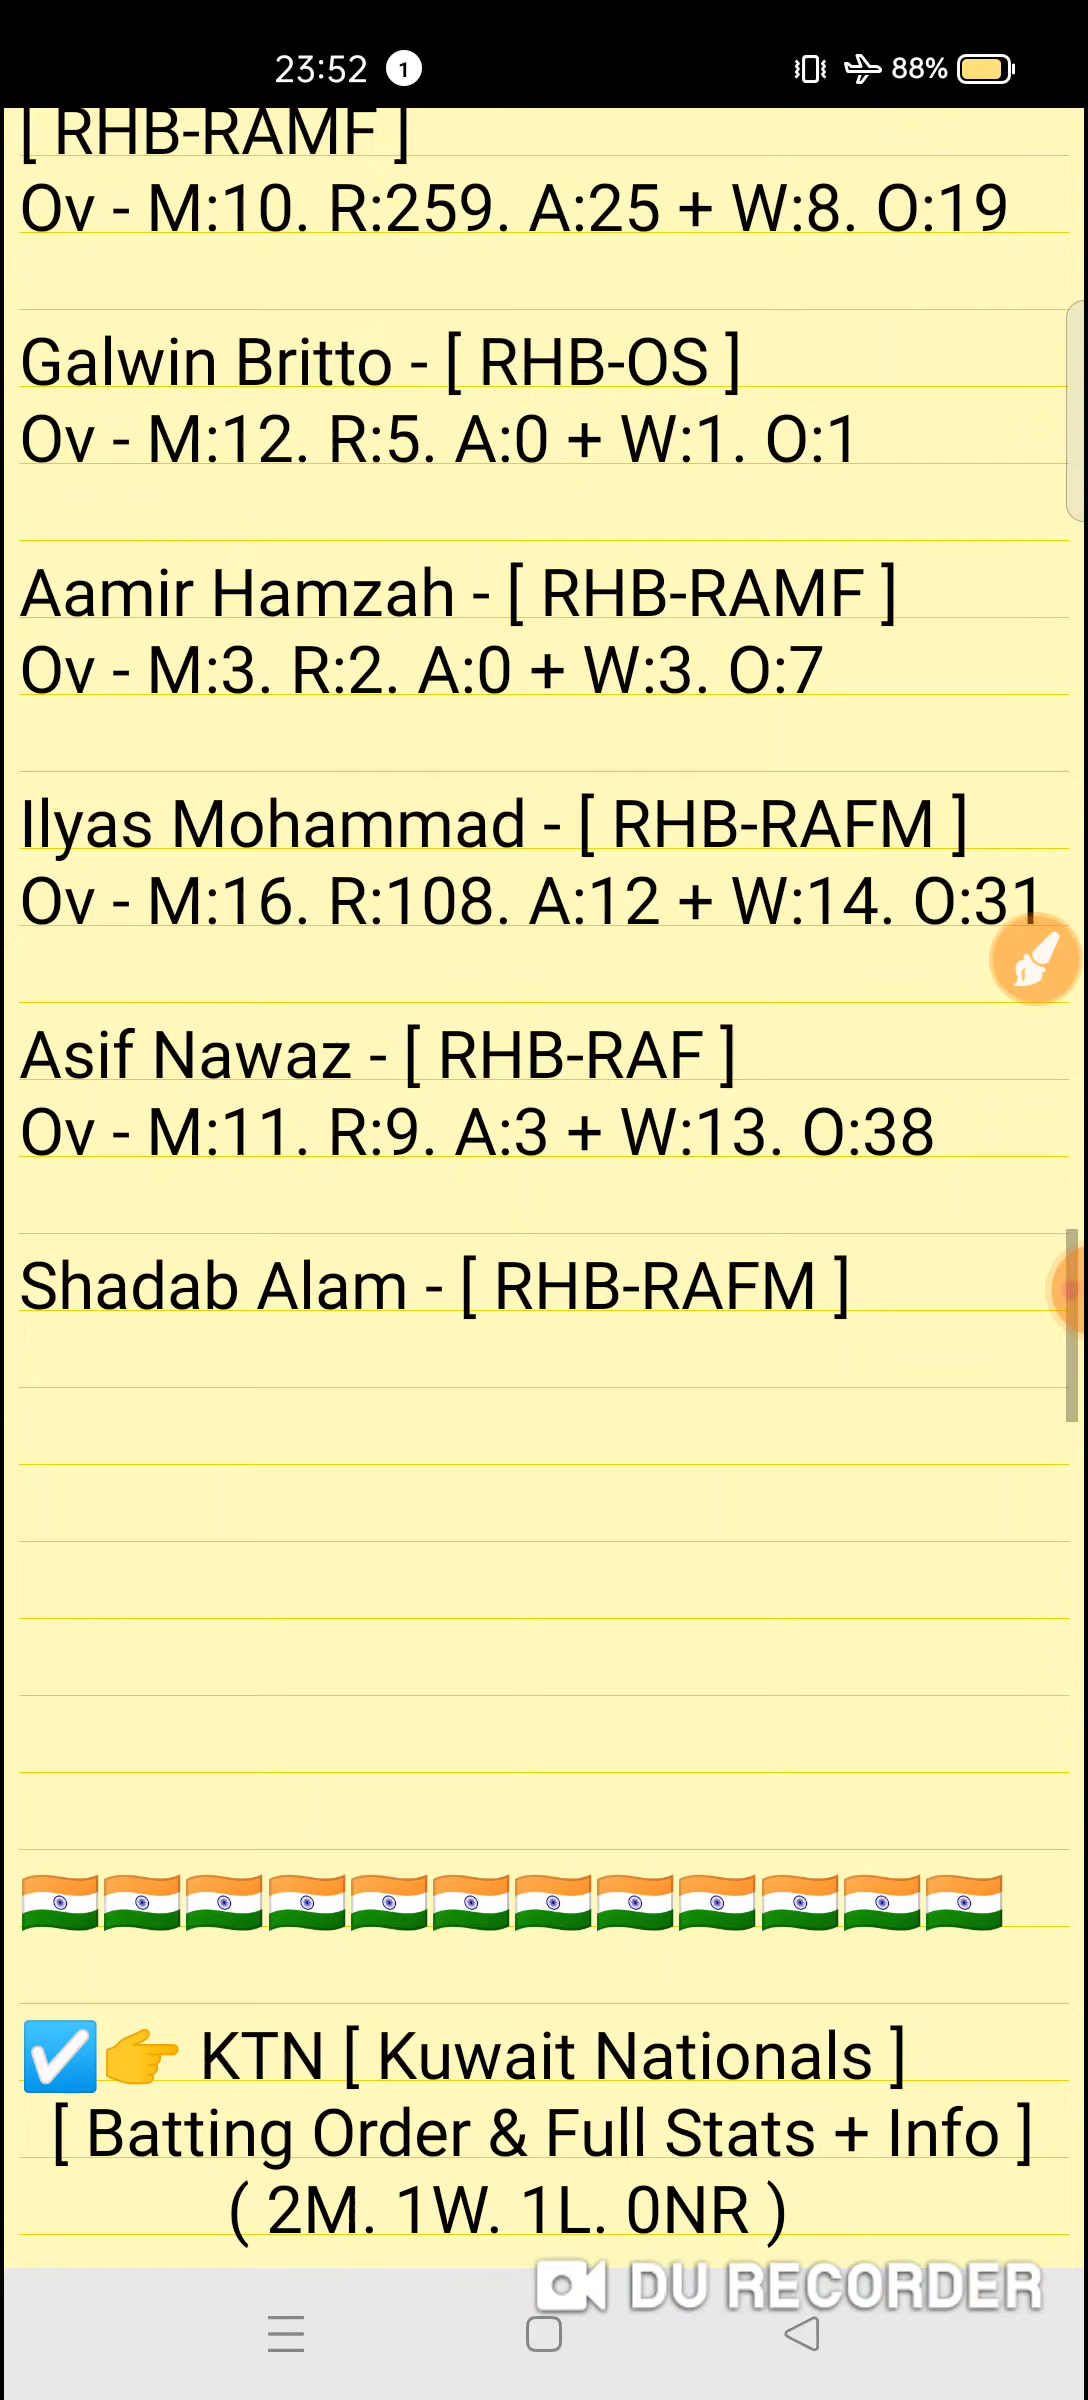 23:52 1 88%
[ RHB-RAMF ]
Ov - M:10. R:259. A:25 + W:8. O:19
Galwin Britto - [ RHB-OS ]
Ov - M:12. R:5. A:0 + W:1. O:1
Aamir Hamzah - [ RHB-RAMF ]
Ov - M:3. R:2. A:0 + W:3. O:7
Ilyas Mohammad - [ RHB-RAFM ]
Ov - M:16. R:108. A:12 + W:14. O:31
Asif Nawaz - [ RHB-RAF ]
Ov - M:11. R:9. A:3 + W:13. O:38
Shadab Alam - [ RHB-RAFM ]
🇮🇳🇮🇳🇮🇳🇮🇳🇮🇳🇮🇳🇮🇳🇮🇳🇮🇳🇮🇳🇮🇳🇮🇳
☑️👉 KTN [ Kuwait Nationals ]
[ Batting Order & Full Stats + Info ]
( 2M. 1W. 1L. 0NR )
DU RECORDER